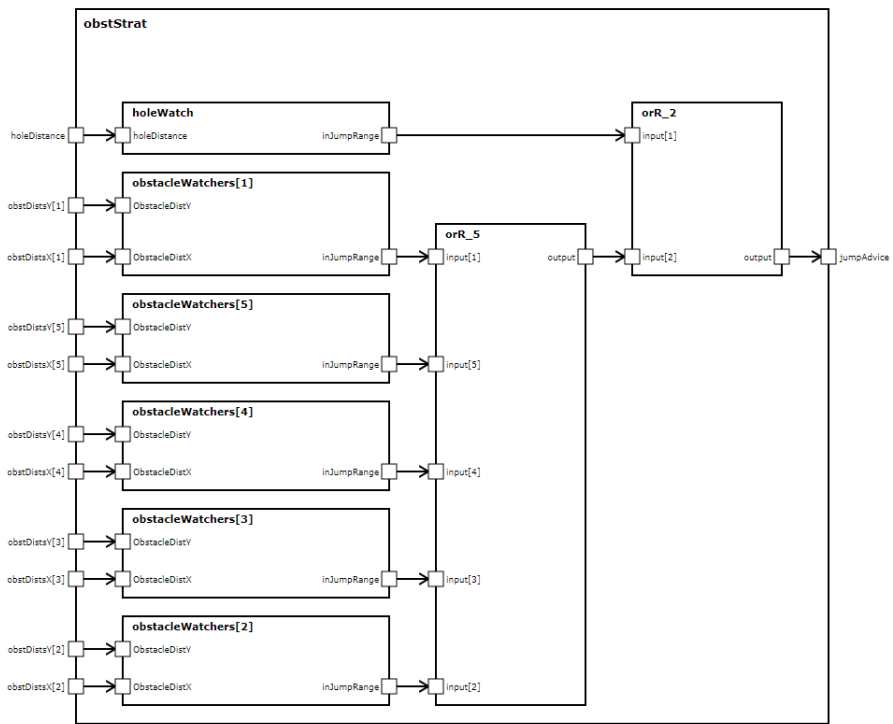 obstStrat
holeWatch
orR_2
holeDistance
holeDistance
inJumpRange
input[1]
obstacleWatchers[1]
obstDistsY[1]
ObstacleDistY
orR_5
obstDistsX[1]
ObstacleDistX
inJumpRange
input[1]
output
input[2]
output
jumpAdvice
obstacleWatchers[5]
obstDistsY[5]
ObstacleDistY
obstDistsX[5]
ObstacleDistX
inJumpRange
input[5]
obstacleWatchers[4]
obstDistsY[4]
ObstacleDistY
obstDistsX[4]
ObstacleDistX
inJumpRange
input[4]
obstacleWatchers[3]
obstDistsY[3]
ObstacleDistY
obstDistsX[3]
ObstacleDistX
inJumpRange
input[3]
obstacleWatchers[2]
obstDistsY[2]
ObstacleDistY
obstDistsX[2]
ObstacleDistX
inJumpRange
input[2]